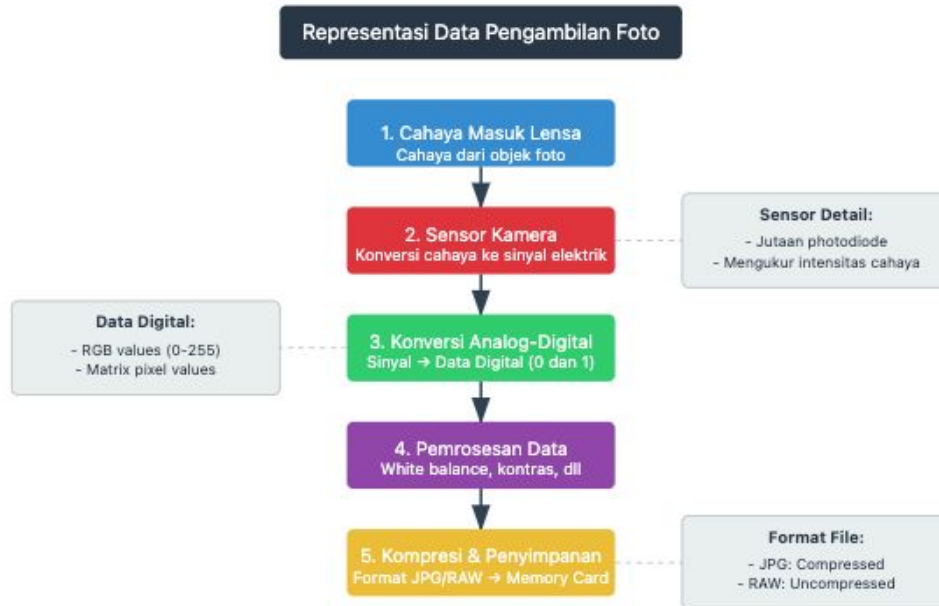 Representasi Data Pengambilan Foto
1. Cahaya Masuk Lensa
Cahaya dari objek foto
2. Sensor Kamera
Konversi cahaya ke sinyal elektrik
Sensor Detail:
- Jutaan photodiode
- Mengukur intensitas cahaya
Data Digital:
- RGB values (0-255)
- Matrix pixel values
3. Konversi Analog-Digital
Sinyal → Data Digital (0 dan 1)
4. Pemrosesan Data
White balance, kontras, dll
5. Kompresi & Penyimpanan
Format JPG/RAW → Memory Card
Format File:
- JPG: Compressed
- RAW: Uncompressed